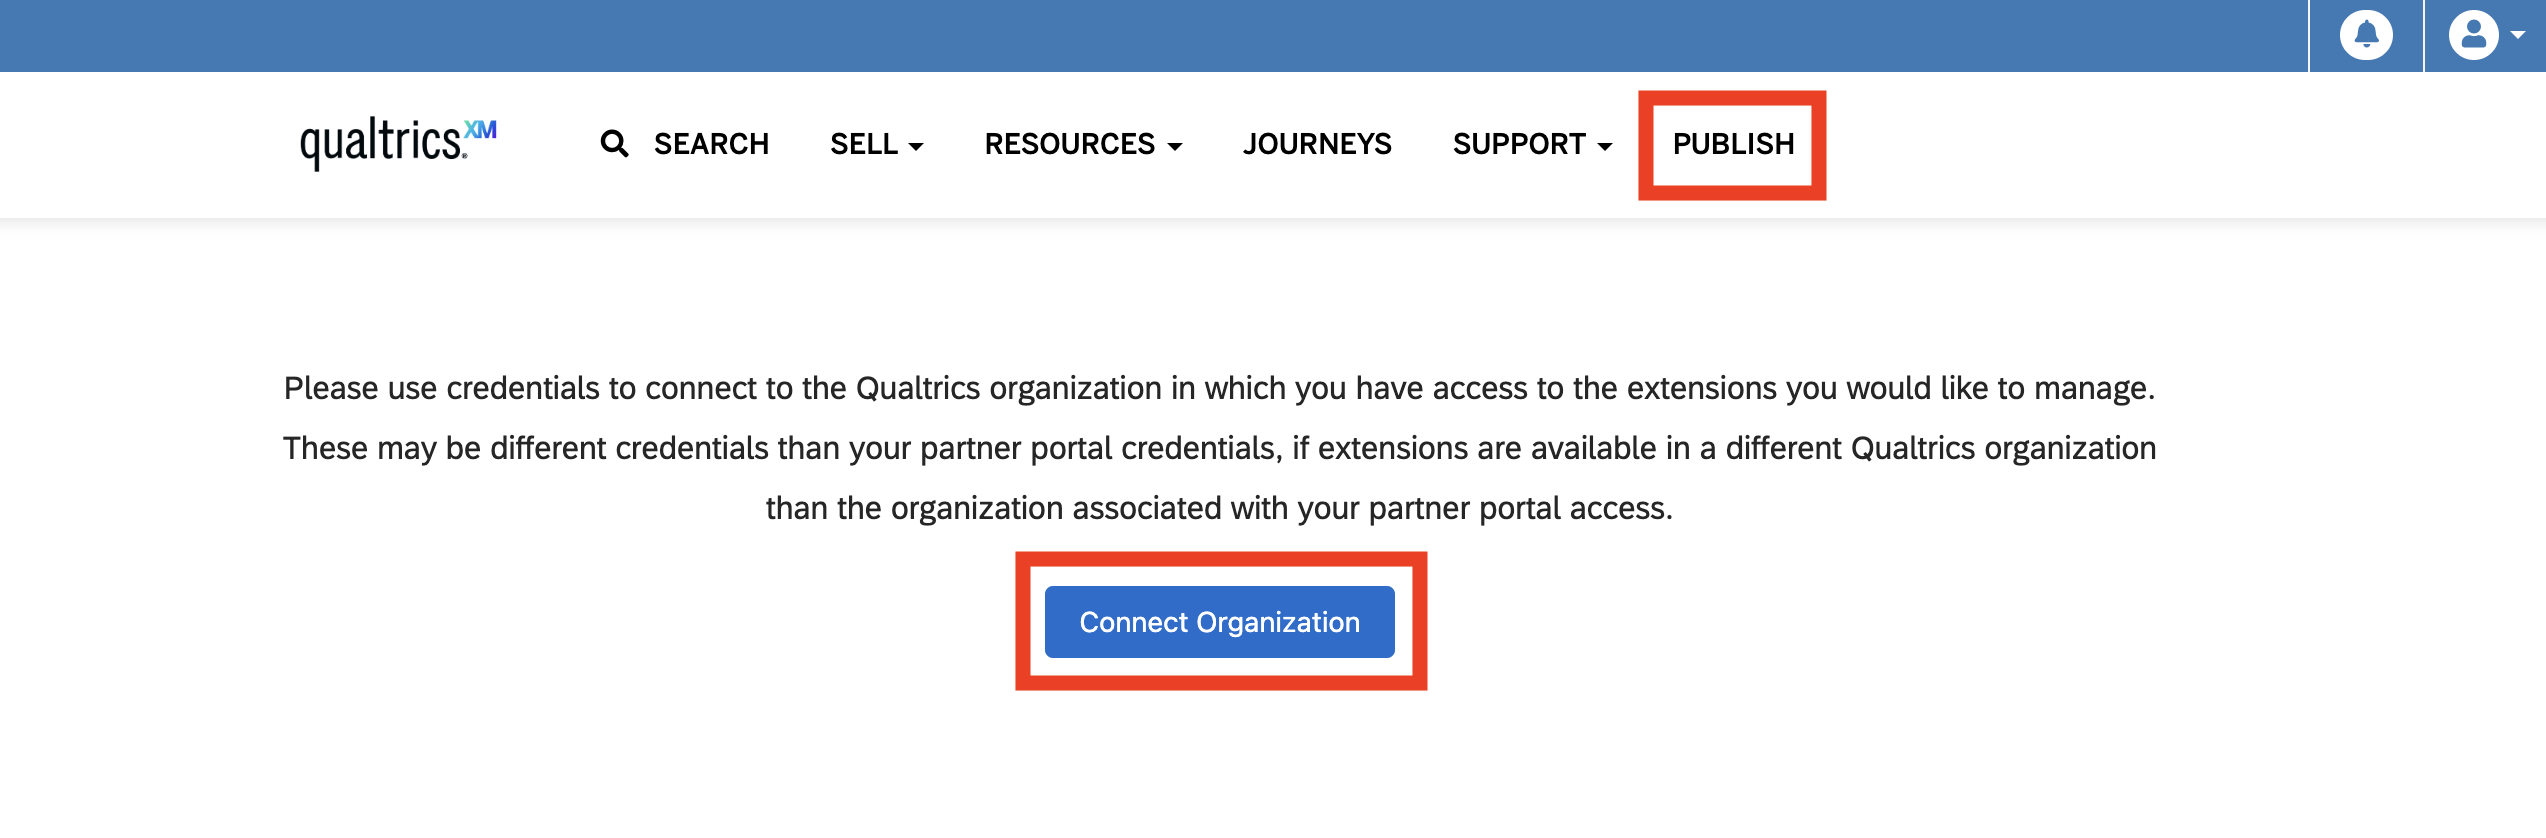 qualtrics.XM
SEARCH SELL RESOURCES JOURNEYS SUPPORT PUBLISH
Please use credentials to connect to the Qualtrics organization in which you have access to the extensions you would like to manage.
These may be different credentials than your partner portal credentials, if extensions are available in a different Qualtrics organization
than the organization associated with your partner portal access.
Connect Organization